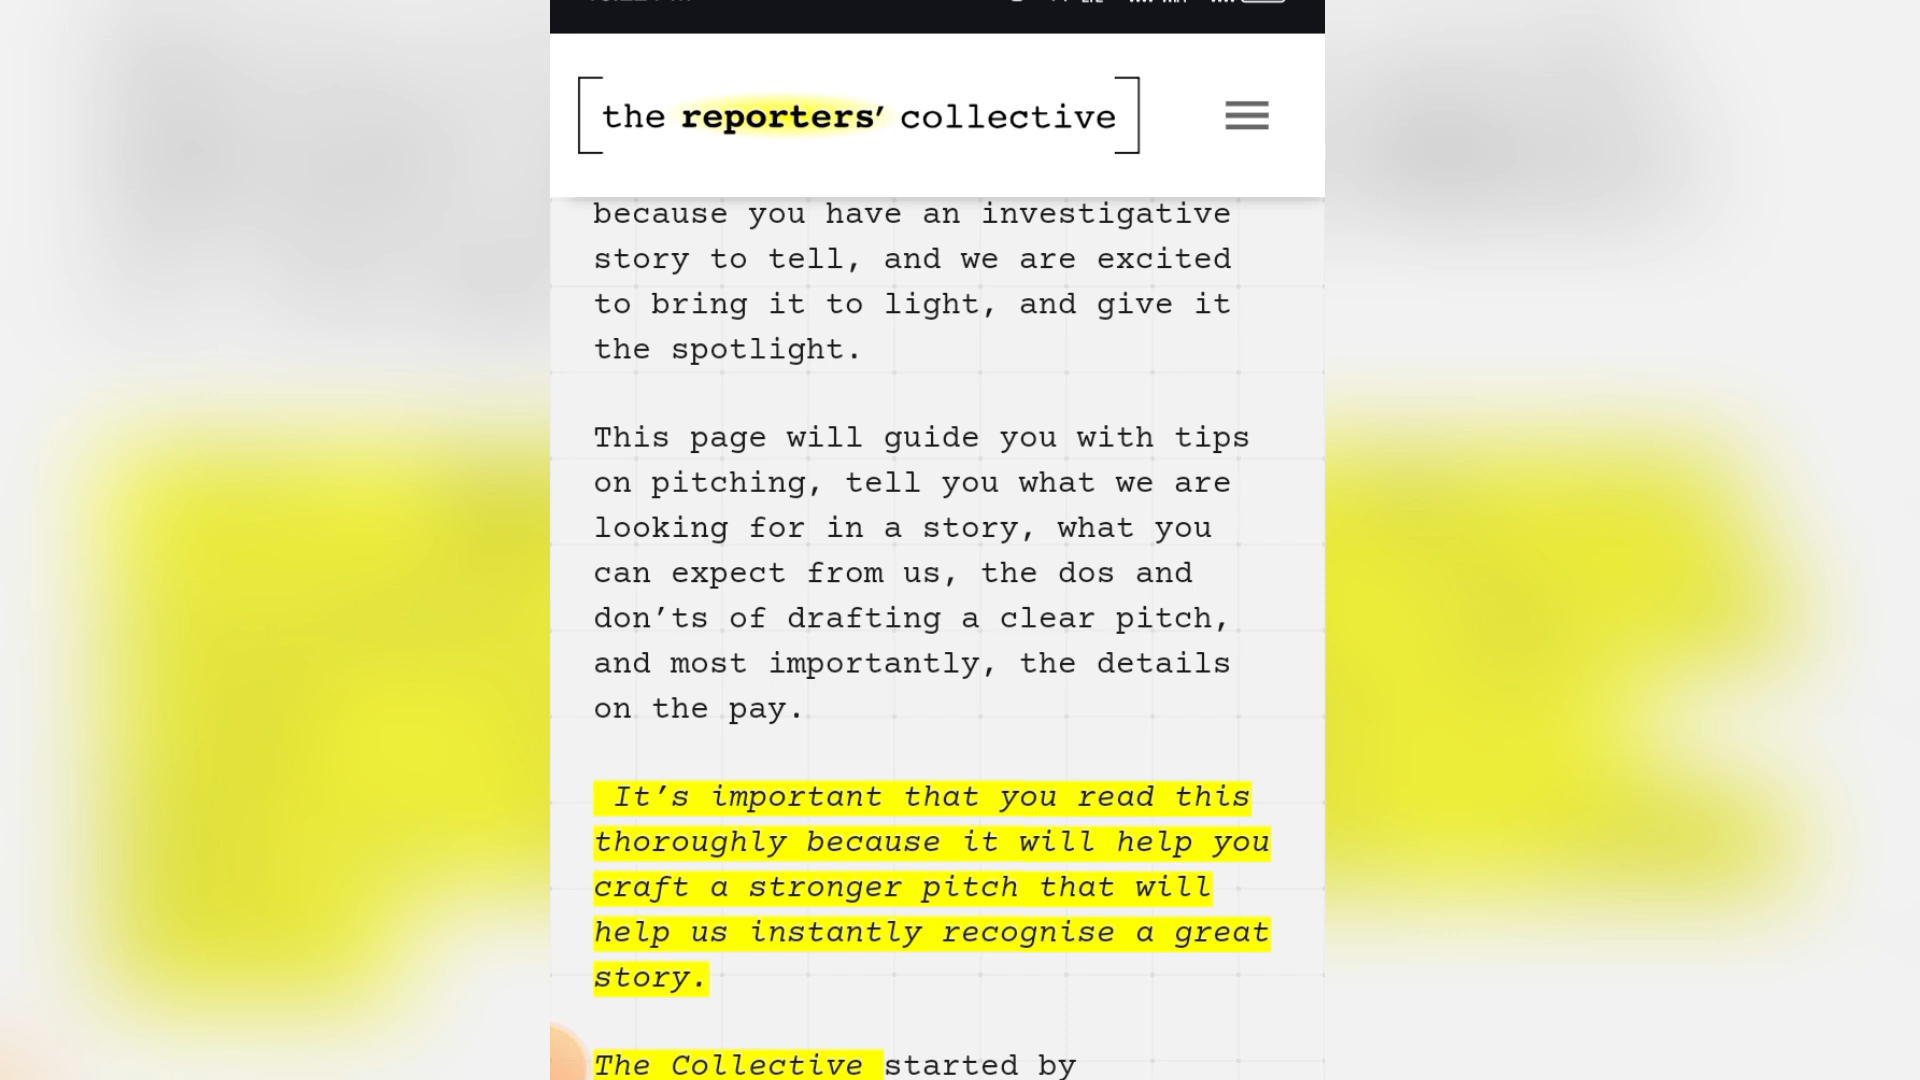 the reporters’ collective
because you have an investigative
story to tell, and we are excited
to bring it to light, and give it
the spotlight.
This page will guide you with tips
on pitching, tell you what we are
looking for in a story, what you
can expect from us, the dos and
don’ts of drafting a clear pitch,
and most importantly, the details
on the pay.
It’s important that you read this
thoroughly because it will help you
craft a stronger pitch that will
help us instantly recognise a great
story.
The Collective started by